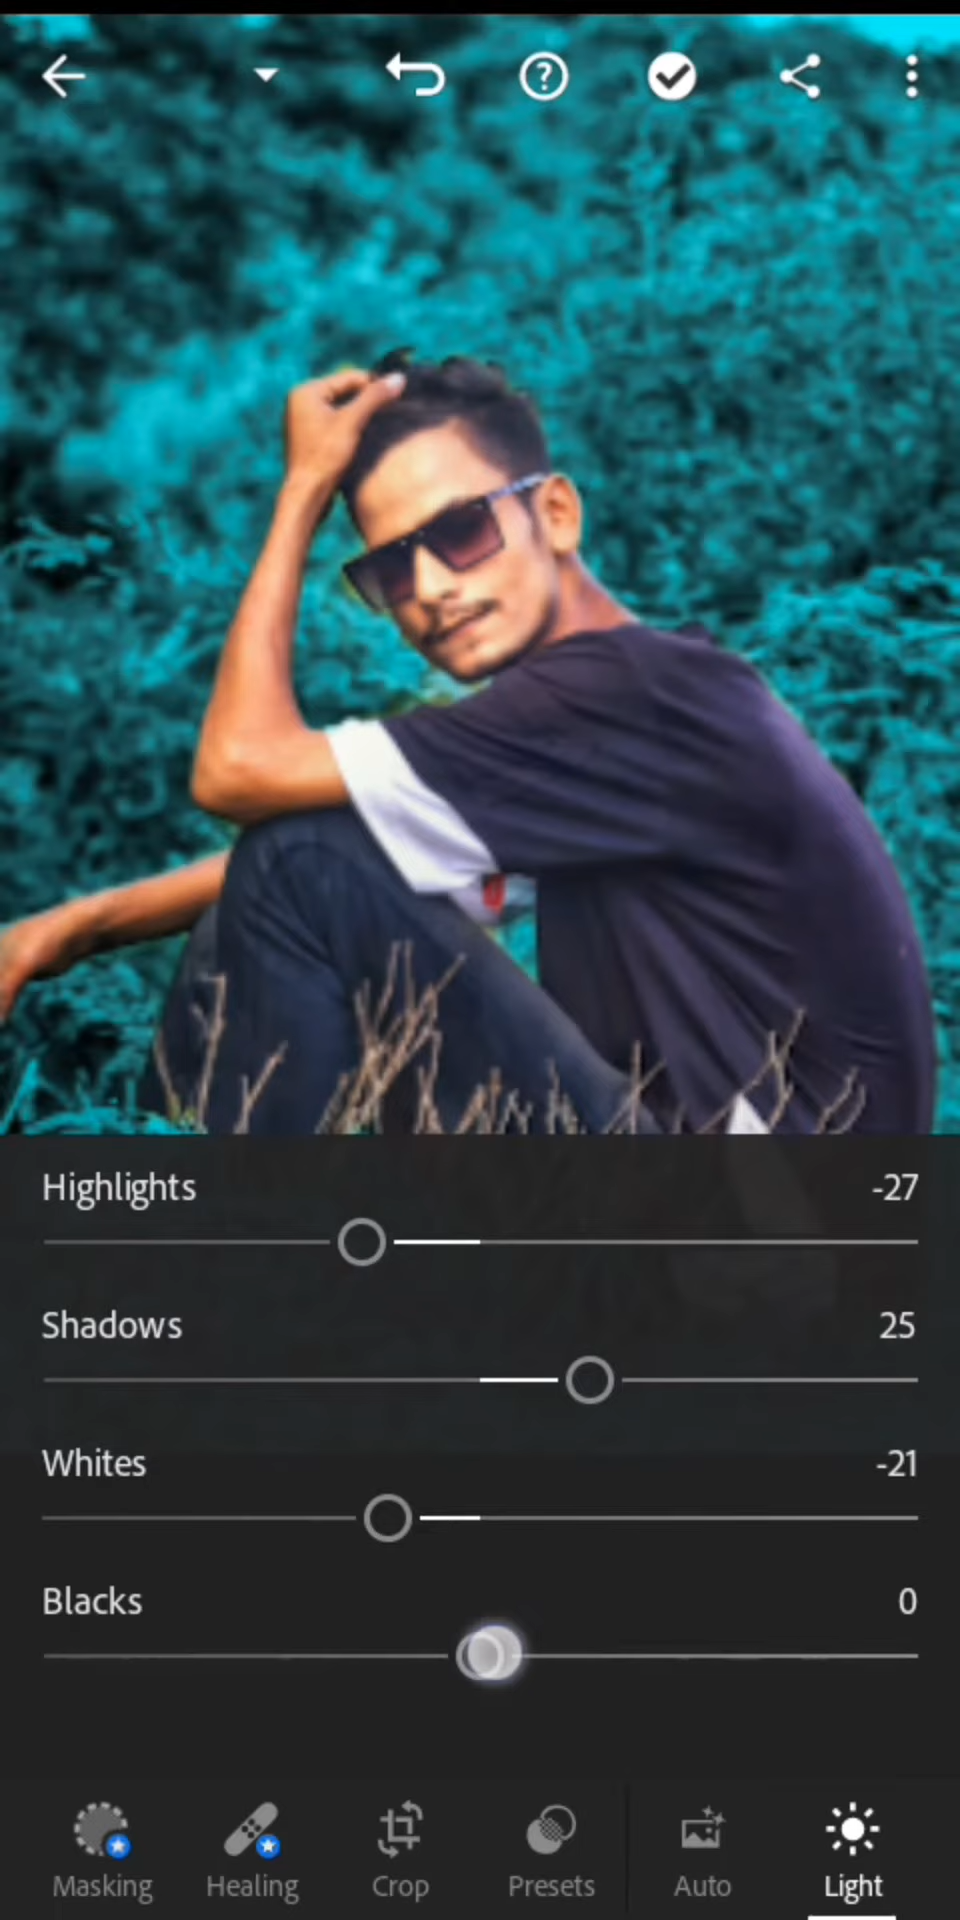 Highlights -27
Shadows 25
Whites -21
Blacks 0
Masking Healing Crop Presets Auto Light